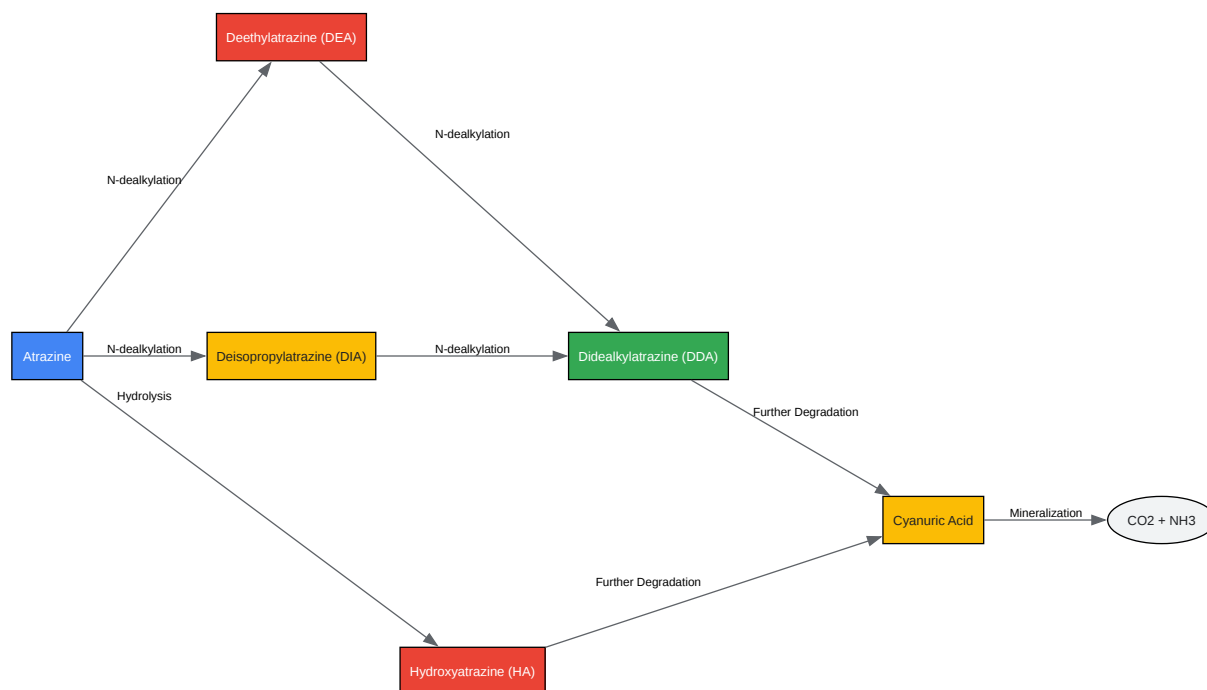 Deethylatrazine (DEA)
N-dealkylation
N-dealkylation
Atrazine
N-dealkylation
Deisopropylatrazine (DIA)
N-dealkylation
Didealkylatrazine (DDA)
Hydrolysis
Further Degradation
Cyanuric Acid
Mineralization
CO2 + NH3
Further Degradation
Hydroxyatrazine (HA)